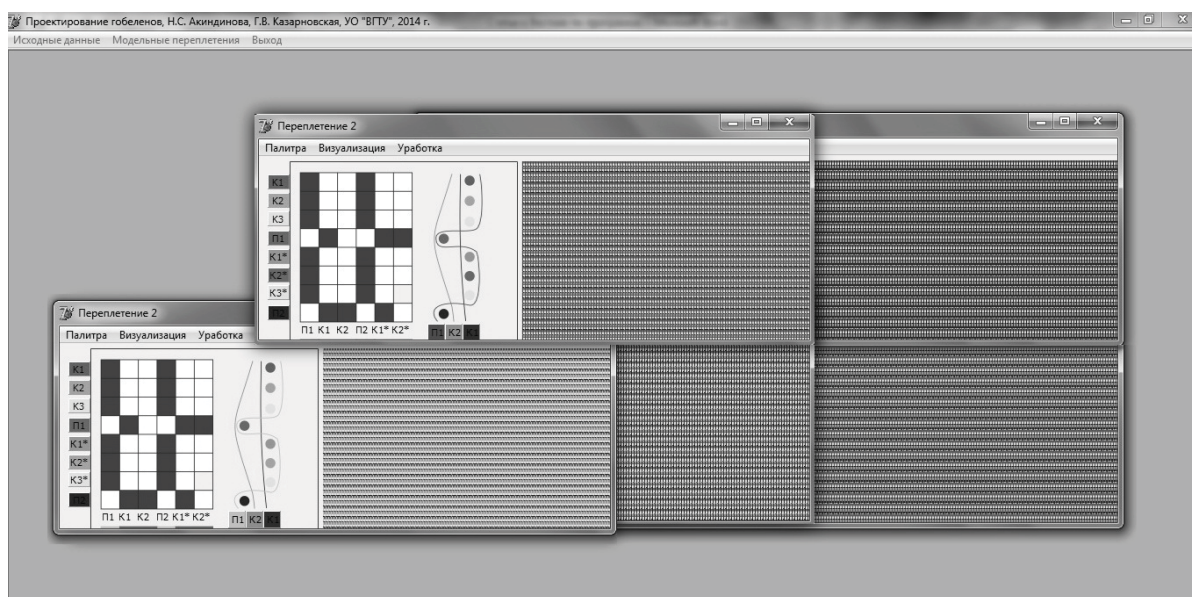 Проектирование гобеленов, Н.С. Акиндинова, Г.В. Казарновская, УО "ВГТУ", 2014 г.
Исходные данные Модельные переплетения Выход
Переплетение 2
Палитра Визуализация Уработка
К1
К2
К3
П1
К1*
К2*
К3*
П2
П1 К1 К2 П2 К1* К2*
П1 К2 К1
Переплетение 2
Палитра Визуализация Уработка
К1
К2
К3
П1
К1*
К2*
К3*
П2
П1 К1 К2 П2 К1* К2*
П1 К2 К1